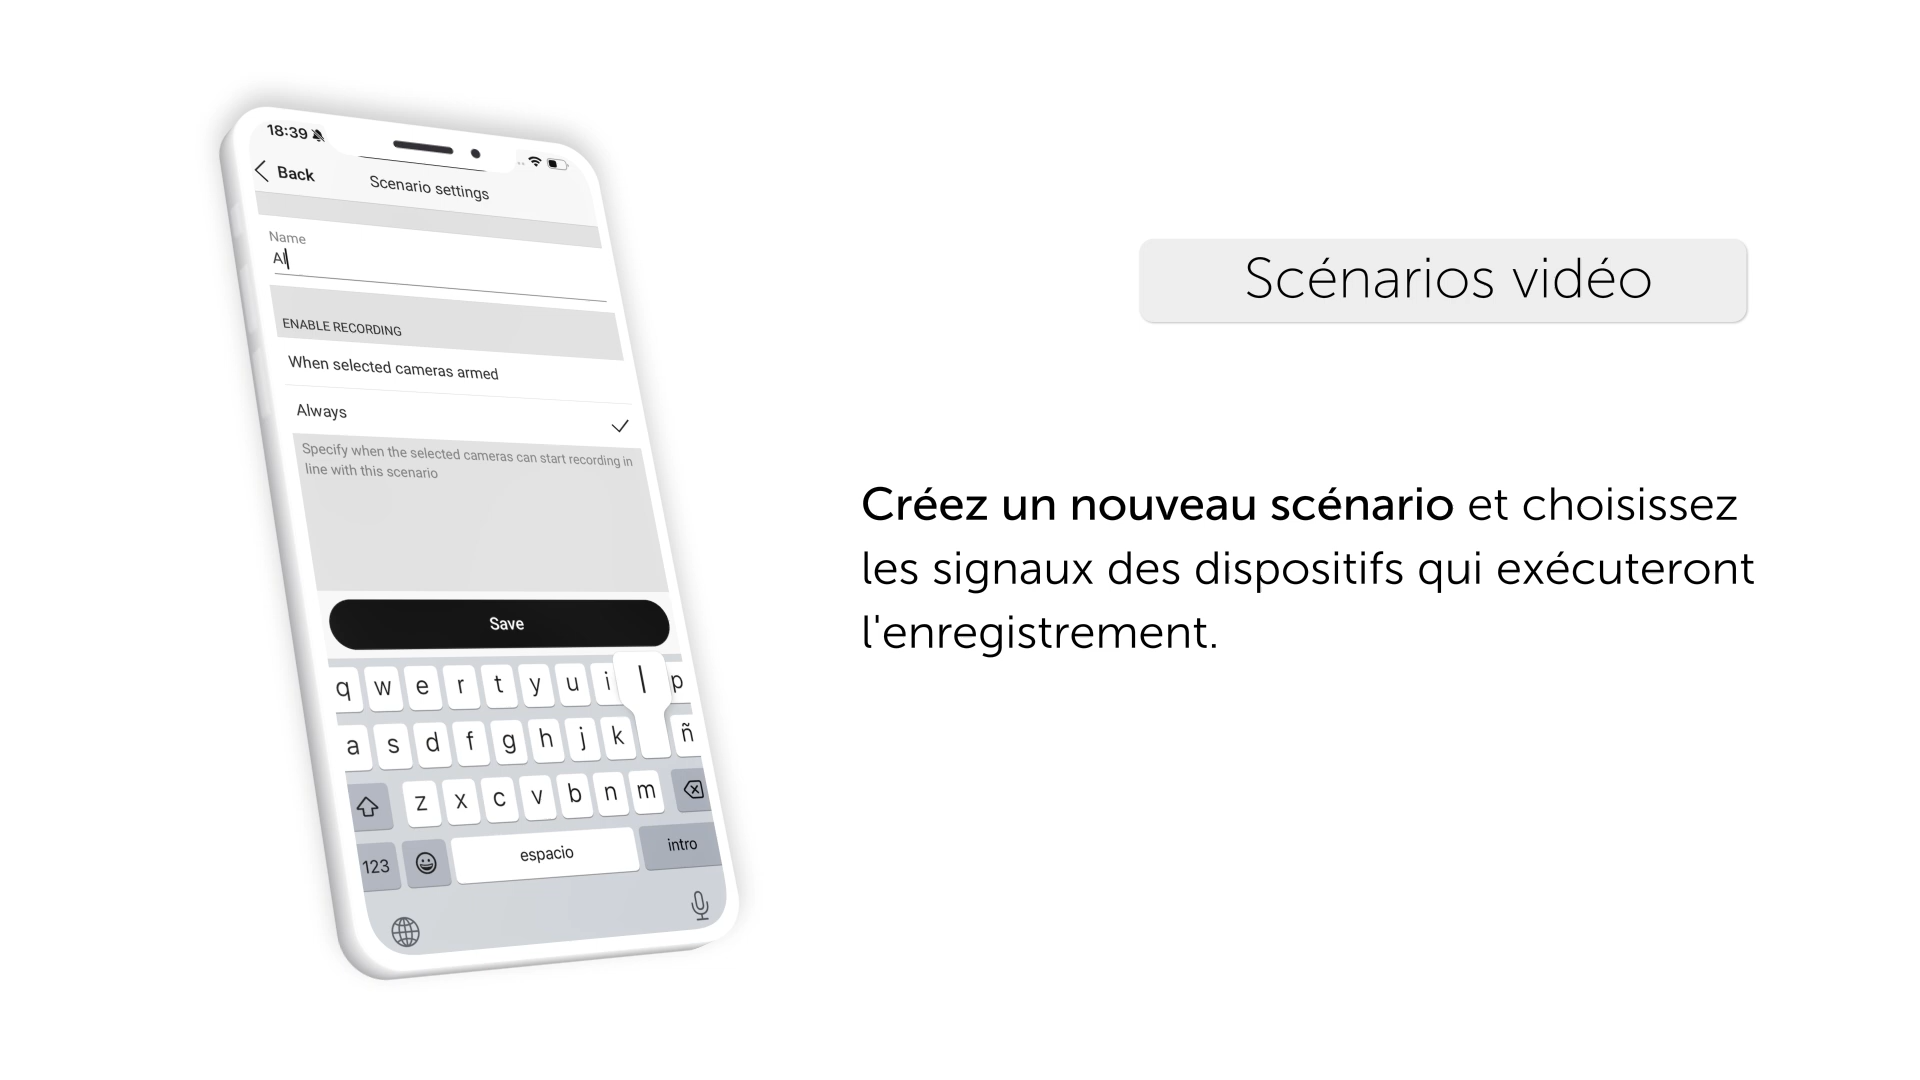 18:39
Back
Scenario settings
Name
Al
ENABLE RECORDING
When selected cameras armed
Always
Specify when the selected cameras can start recording in
line with this scenario
Save
q w e r t y u i l p
a s d f g h j k ñ
z x c v b n m
123 espacio intro
Scénarios vidéo
Créez un nouveau scénario et choisissez
les signaux des dispositifs qui exécuteront
l'enregistrement.